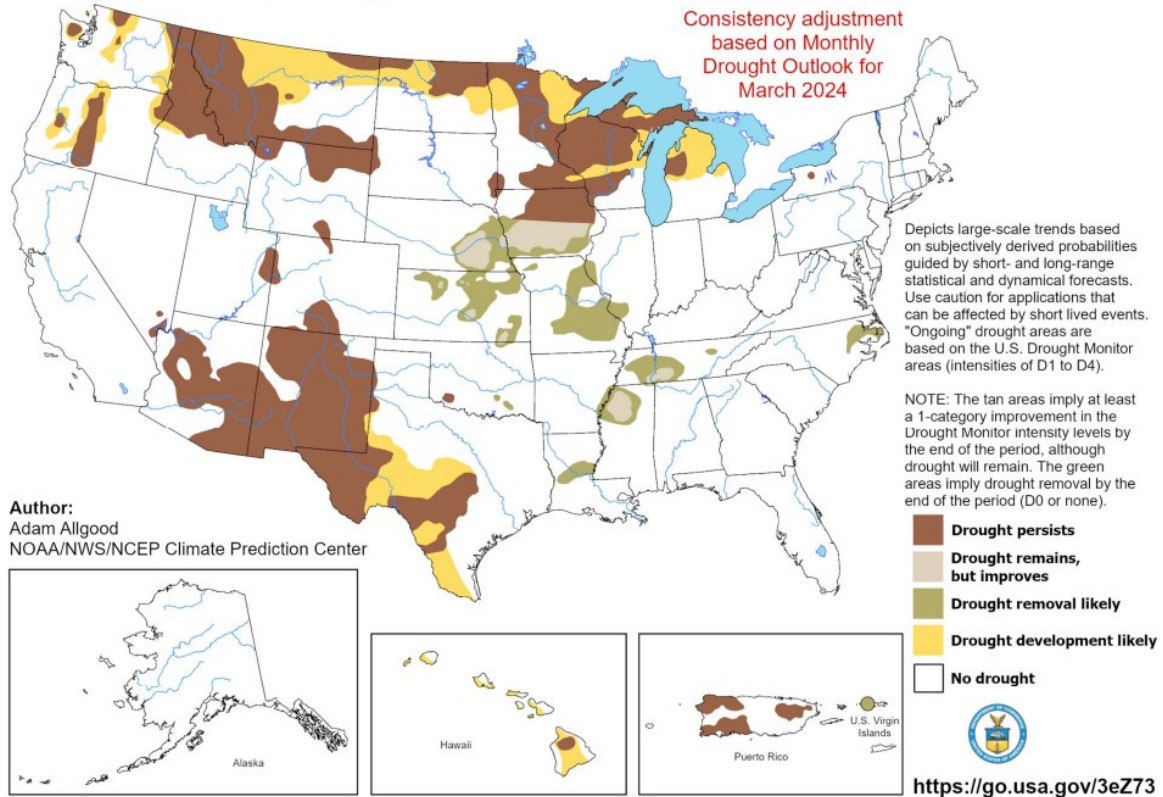 Consistency adjustment
based on Monthly
Drought Outlook for
March 2024
Depicts large-scale trends based
on subjectively derived probabilities
guided by short- and long-range
statistical and dynamical forecasts.
Use caution for applications that
can be affected by short lived events.
"Ongoing" drought areas are
based on the U.S. Drought Monitor
areas (intensities of D1 to D4).
NOTE: The tan areas imply at least
a 1-category improvement in the
Drought Monitor intensity levels by
the end of the period, although
drought will remain. The green
areas imply drought removal by the
end of the period (D0 or none).
Author:
Adam Allgood
NOAA/NWS/NCEP Climate Prediction Center
Drought persists
Drought remains,
but improves
Drought removal likely
Drought development likely
No drought
Alaska
Hawaii
Puerto Rico
U.S. Virgin
Islands
https://go.usa.gov/3eZ73